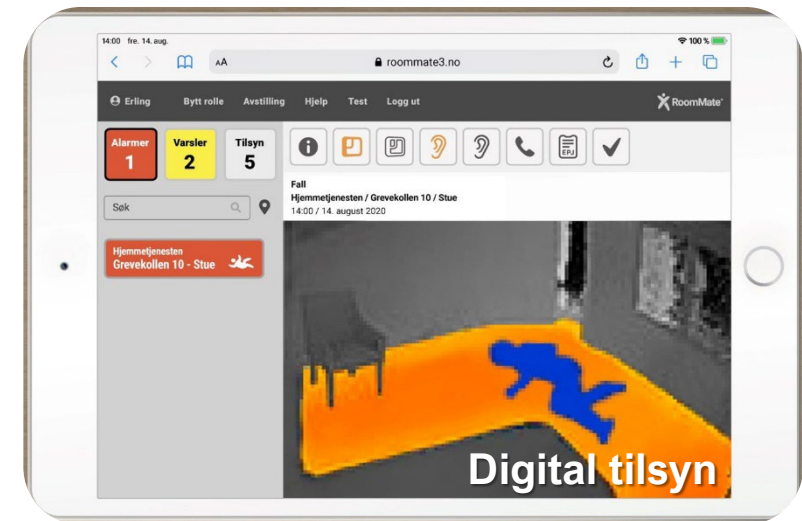 14:00 fre. 14. aug.
100 %
AA
roommate3.no
Erling
Bytt rolle
Avstilling
Hjelp
Test
Logg ut
RoomMate
Alarmer
1
Varsler
2
Tilsyn
5
EPJ
Søk
Fall
Hjemmetjenesten / Grevekollen 10 / Stue
14:00 / 14. august 2020
Hjemmetjenesten
Grevekollen 10 - Stue
Digital tilsyn